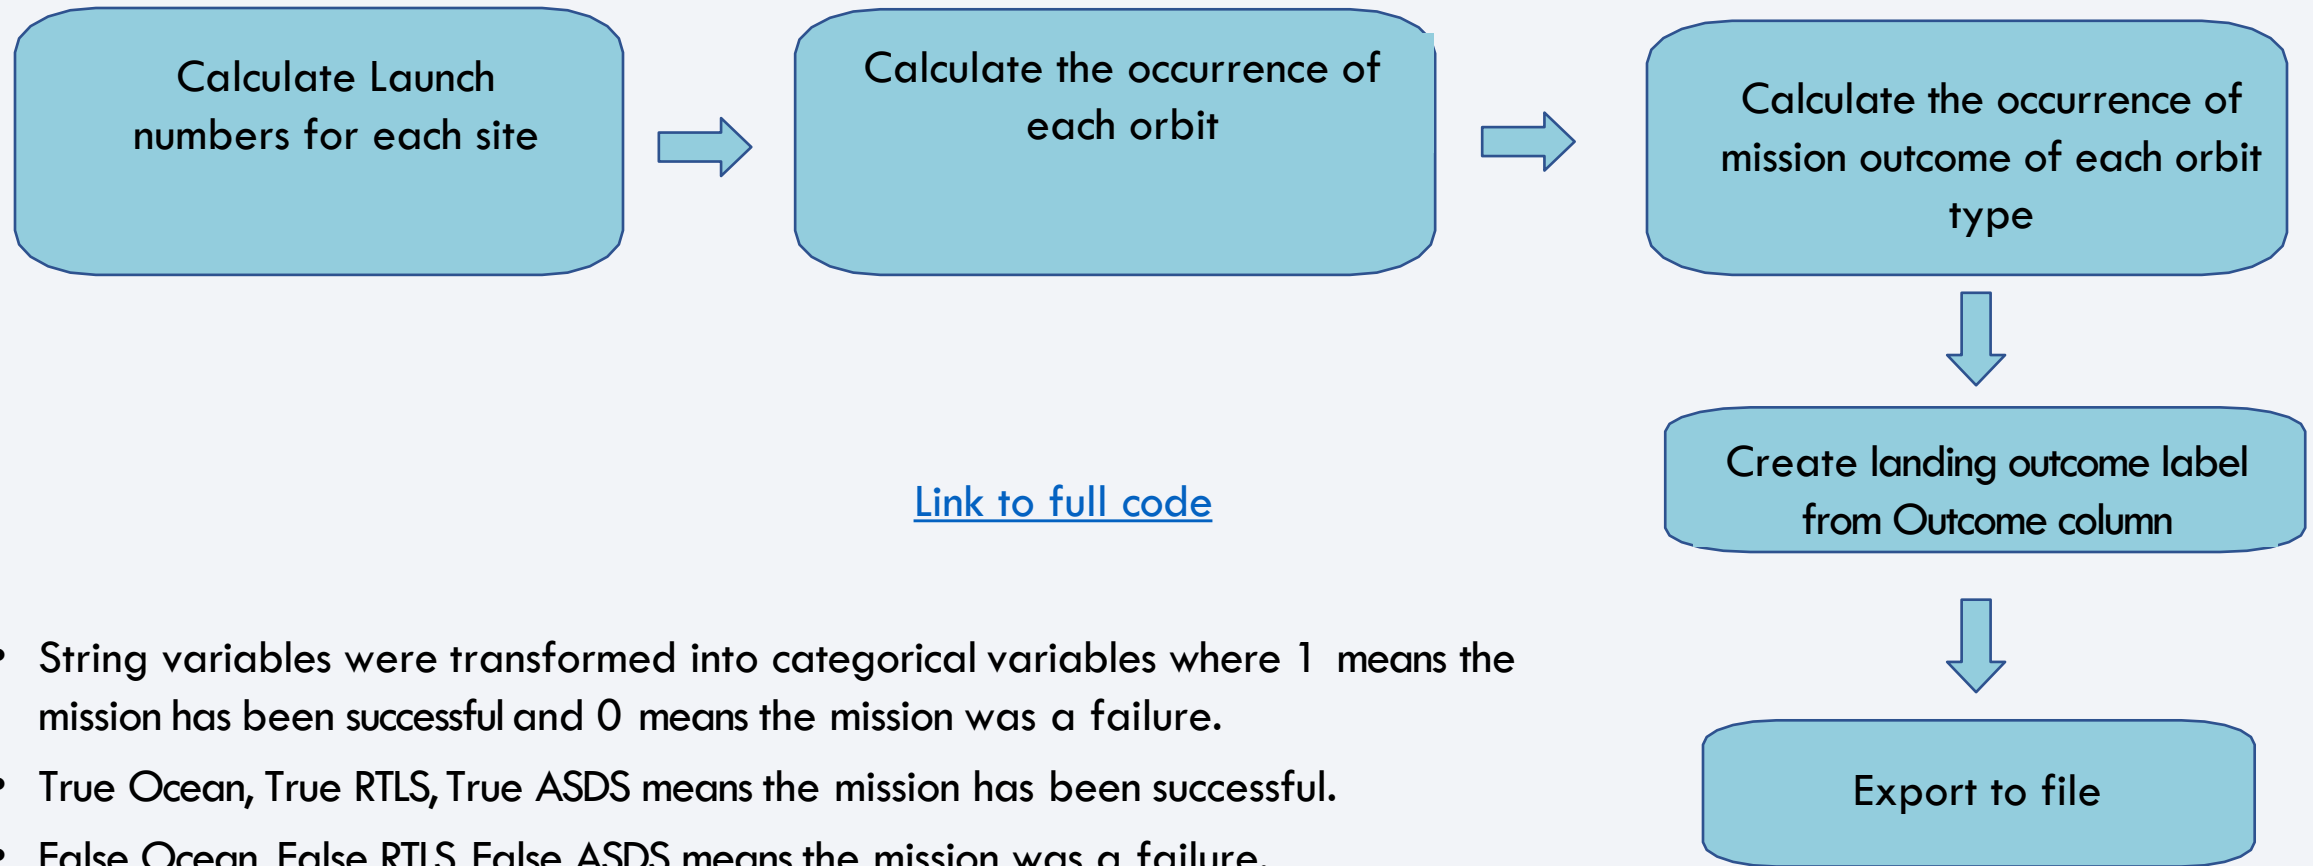 Calculate Launch
numbers for each site
Calculate the occurrence of
each orbit
Calculate the occurrence of
mission outcome of each orbit
type
Create landing outcome label
from Outcome column
Export to file
Link to full code
• String variables were transformed into categorical variables where 1 means the
mission has been successful and 0 means the mission was a failure.
• True Ocean, True RTLS, True ASDS means the mission has been successful.
• False Ocean, False RTLS, False ASDS means the mission was a failure.